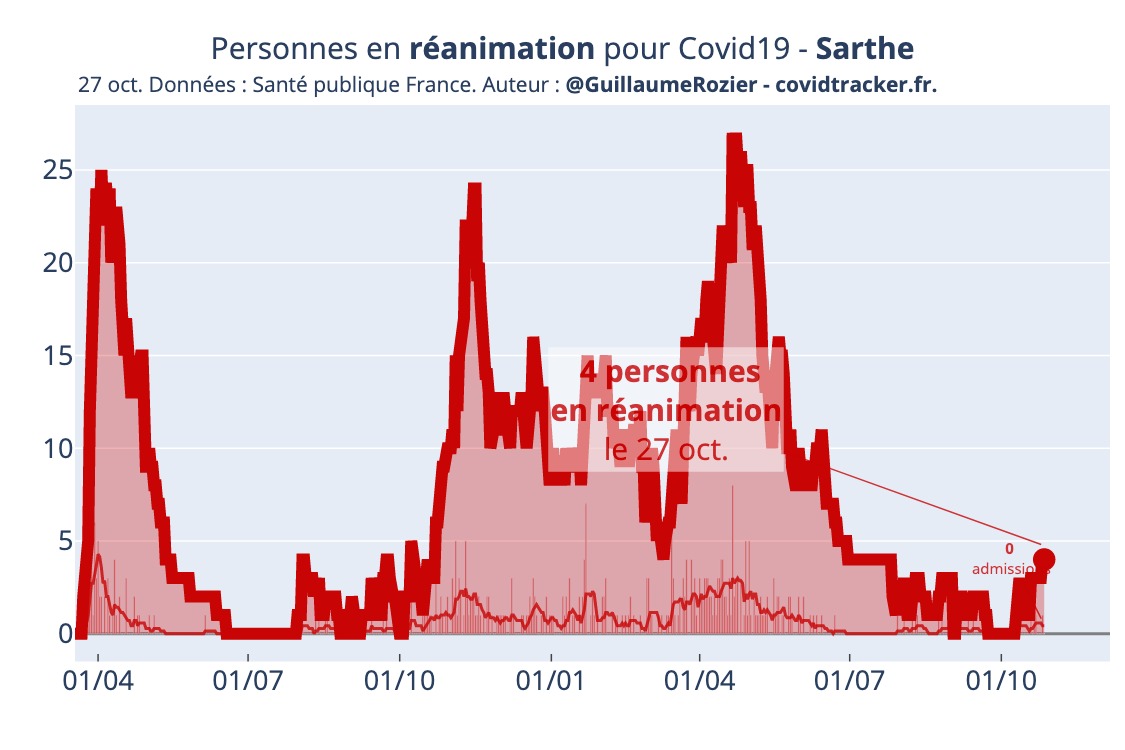 Personnes en réanimation pour Covid19 - Sarthe
27 oct. Données : Santé publique France. Auteur : @GuillaumeRozier - covidtracker.fr.
25
20
15
10
5
0
4 personnes
en réanimation
le 27 oct.
0
admissions
01/04
01/07
01/10
01/01
01/04
01/07
01/10